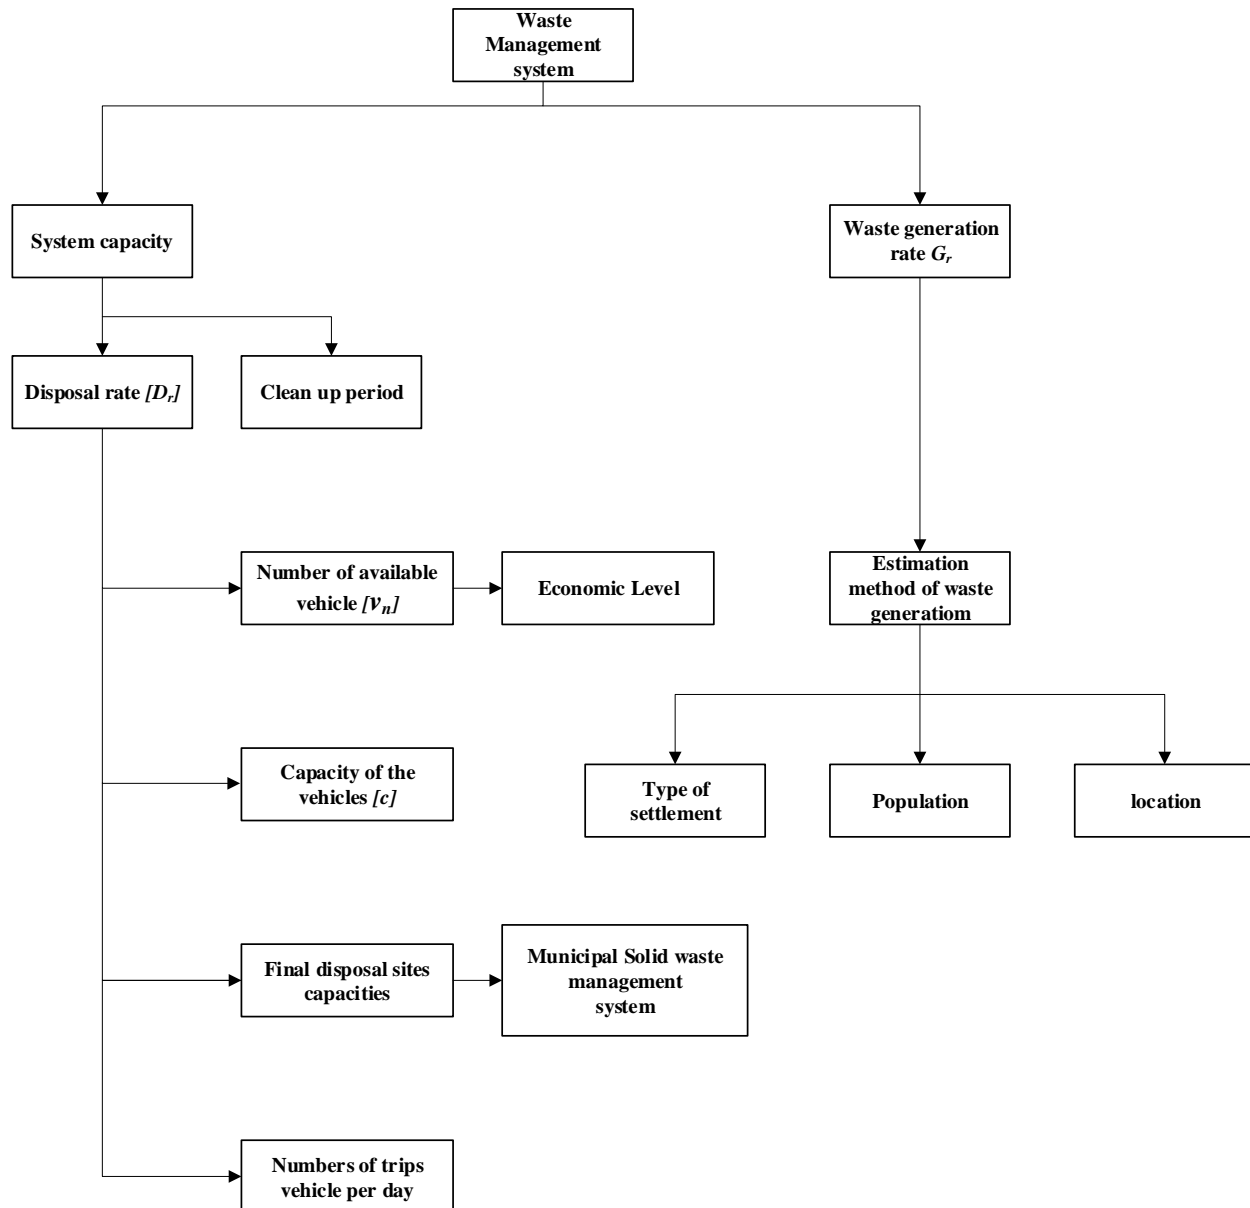 Waste
Management
system
System capacity
Waste generation
rate Gr
Disposal rate [Dr]
Clean up period
Number of available
vehicle [vn]
Economic Level
Estimation
method of waste
generatiom
Capacity of the
vehicles [c]
Type of
settlement
Population
location
Final disposal sites
capacities
Municipal Solid waste
management
system
Numbers of trips
vehicle per day